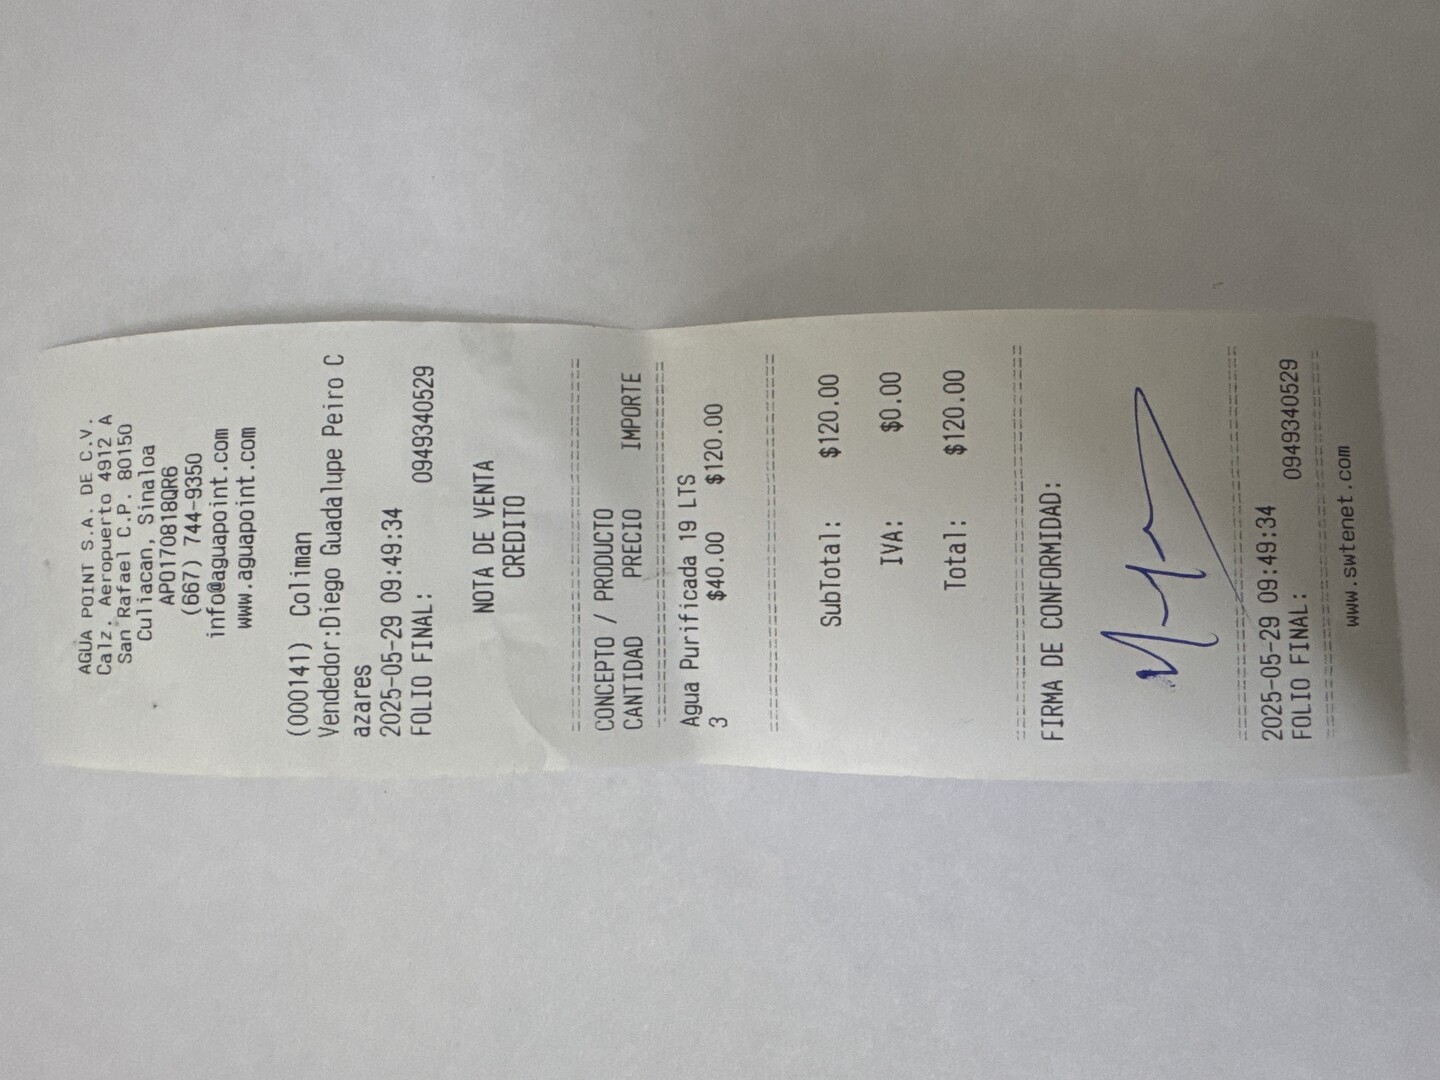 AGUA POINT S.A. DE C.V.
Calz. Aeropuerto 4912 A
San Rafael C.P. 80150
Culiacan, Sinaloa
APO170818QR6
(667) 744-9350
info@aguapoint.com
www.aguapoint.com
(000141) Coliman
Vendedor:Diego Guadalupe Peiro C
azares
2025-05-29 09:49:34
FOLIO FINAL: 0949340529
NOTA DE VENTA
CREDITO
CONCEPTO / PRODUCTO
CANTIDAD PRECIO IMPORTE
Agua Purificada 19 LTS
3 $40.00 $120.00
SubTotal: $120.00
IVA: $0.00
Total: $120.00
FIRMA DE CONFORMIDAD:
2025-05-29 09:49:34
FOLIO FINAL: 0949340529
www.swtenet.com